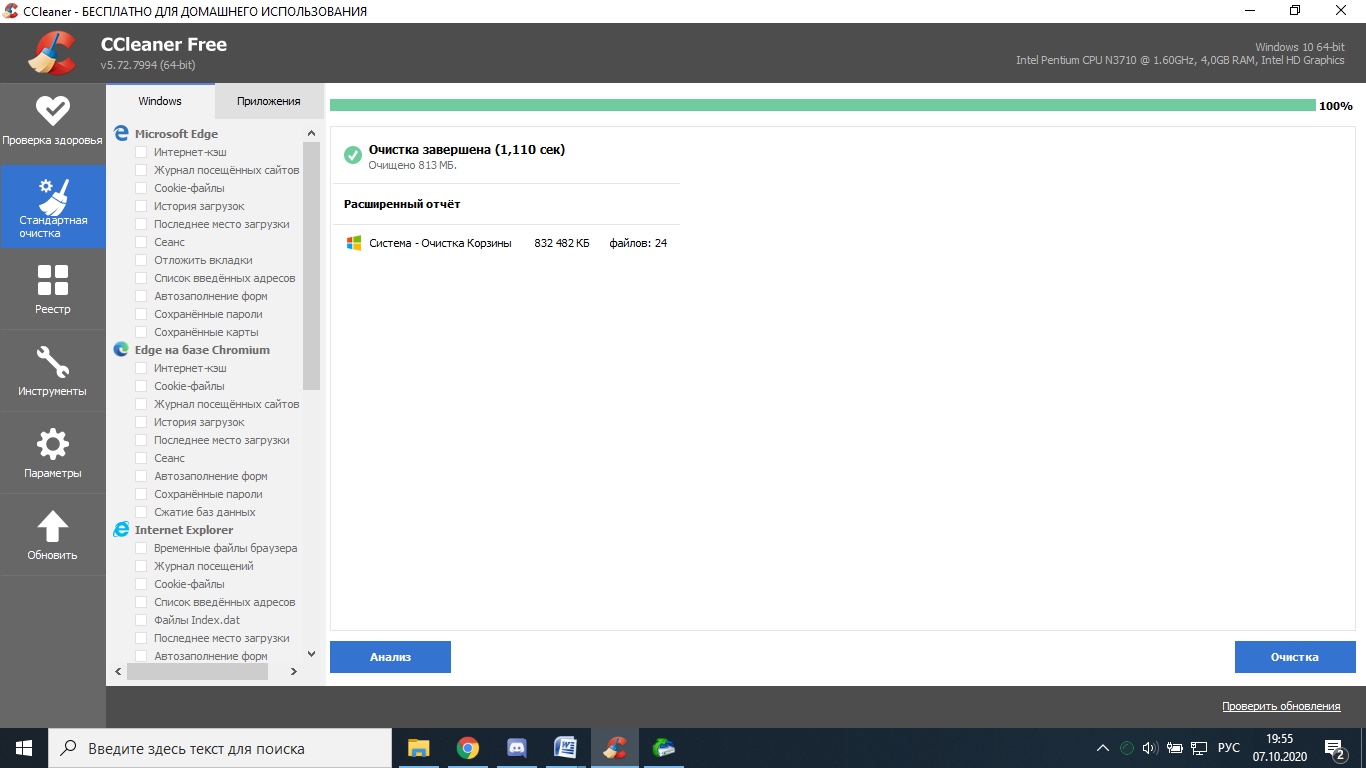 CCleaner - БЕСПЛАТНО ДЛЯ ДОМАШНЕГО ИСПОЛЬЗОВАНИЯ
CCleaner Free
v5.72.7994 (64-bit)
Windows 10 64-bit
Intel Pentium CPU N3710 @ 1.60GHz, 4,0GB RAM, Intel HD Graphics
Проверка здоровья
Стандартная
очистка
Реестр
Инструменты
Параметры
Обновить
Windows
Приложения
Microsoft Edge
Интернет-кэш
Журнал посещённых сайтов
Cookie-файлы
История загрузок
Последнее место загрузки
Сеанс
Отложить вкладки
Список введённых адресов
Автозаполнение форм
Сохранённые пароли
Сохранённые карты
Edge на базе Chromium
Интернет-кэш
Cookie-файлы
Журнал посещённых сайтов
История загрузок
Последнее место загрузки
Сеанс
Автозаполнение форм
Сохранённые пароли
Сжатие баз данных
Internet Explorer
Временные файлы браузера
Журнал посещений
Cookie-файлы
Список введённых адресов
Файлы Index.dat
Последнее место загрузки
Автозаполнение форм
100%
Очистка завершена (1,110 сек)
Очищено 813 МБ.
Расширенный отчёт
Система - Очистка Корзины 832 482 КБ файлов: 24
Анализ
Очистка
Проверить обновления
Введите здесь текст для поиска
РУС
19:55
07.10.2020
2